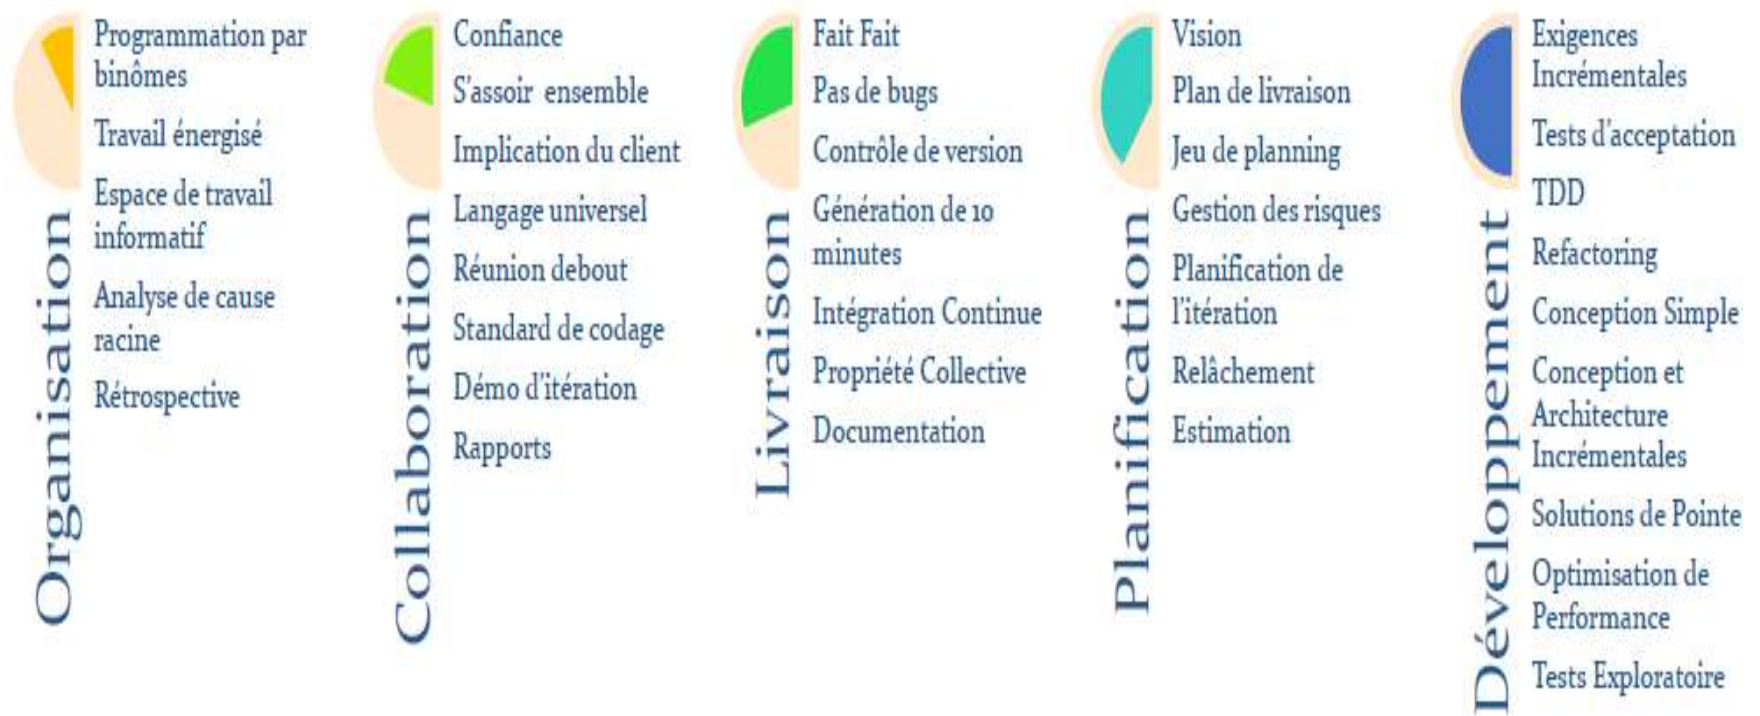 Organisation
Programmation par
binômes
Travail énergisé
Espace de travail
informatif
Analyse de cause
racine
Rétrospective
Collaboration
Confiance
S'assoir ensemble
Implication du client
Langage universel
Réunion debout
Standard de codage
Démo d'itération
Rapports
Livraison
Fait Fait
Pas de bugs
Contrôle de version
Génération de 10
minutes
Intégration Continue
Propriété Collective
Documentation
Planification
Vision
Plan de livraison
Jeu de planning
Gestion des risques
Planification de
l'itération
Relâchement
Estimation
Développement
Exigences
Incrémentales
Tests d'acceptation
TDD
Refactoring
Conception Simple
Conception et
Architecture
Incrémentales
Solutions de Pointe
Optimisation de
Performance
Tests Exploratoire